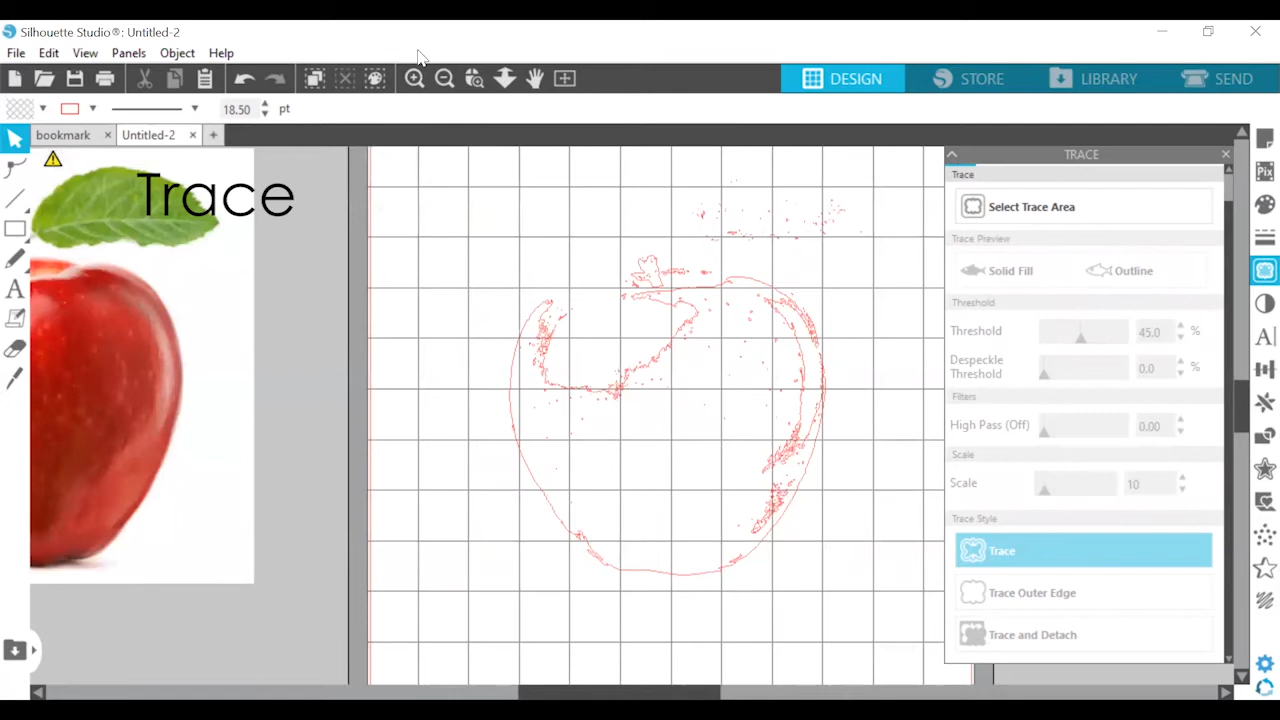 Silhouette Studio®: Untitled-2
File Edit View Panels Object Help
DESIGN STORE LIBRARY SEND
18.50 pt
bookmark Untitled-2
Trace
TRACE
Trace
Select Trace Area
Trace Preview
Solid Fill Outline
Threshold
Threshold 45.0 %
Despeckle
Threshold 0.0 %
Filters
High Pass (Off) 0.00
Scale
Scale 10
Trace Style
Trace
Trace Outer Edge
Trace and Detach